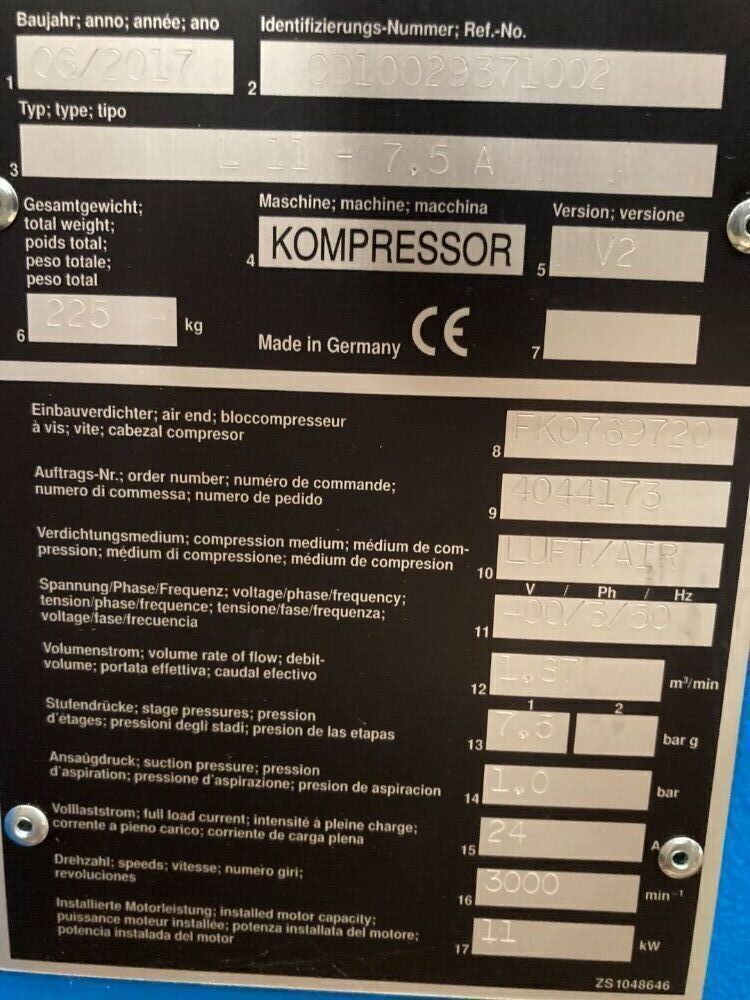 Baujahr; anno; année; ano
Identifizierungs-Nummer; Ref.-No.
1 06/2017
2 CD10029371002
Typ; type; tipo
3 L 11 - 7.5 A
Gesamtgewicht;
total weight;
poids total;
peso totale;
peso total
6 225 kg
Maschine; machine; macchina
4 KOMPRESSOR
Version; versione
5 V2
Made in Germany CE
7
Einbauverdichter; air end; bloccompresseur
à vis; vite; cabezal compresor
8 FK0769720
Auftrags-Nr.; order number; numéro de commande;
numero di commessa; numero de pedido
9 4044173
Verdichtungsmedium; compression medium; médium de com-
pression; médium di compressione; médium de compresion
10 LUFT/AIR
Spannung/Phase/Frequenz; voltage/phase/frequency;
tension/phase/frequence; tensione/fase/frequenza;
voltage/fase/frecuencia
V / Ph / Hz
11 400/3/50
Volumenstrom; volume rate of flow; debit-
volume; portata effettiva; caudal efectivo
12 1.87 m³/min
Stufendrücke; stage pressures; pression
d'étages; pressioni degli stadi; presion de las etapas
1 2
13 7.5 bar g
Ansaugdruck; suction pressure; pression
d'aspiration; pressione d'aspirazione; presion de aspiracion
14 1.0 bar
Volllaststrom; full load current; intensité à pleine charge;
corrente a pieno carico; corriente de carga plena
15 24 A
Drehzahl; speeds; vitesse; numero giri;
revoluciones
16 3000 min⁻¹
Installierte Motorleistung; installed motor capacity;
puissance moteur installée; potenza installata del motore;
potencia instalada del motor
17 11 kW
ZS1048646